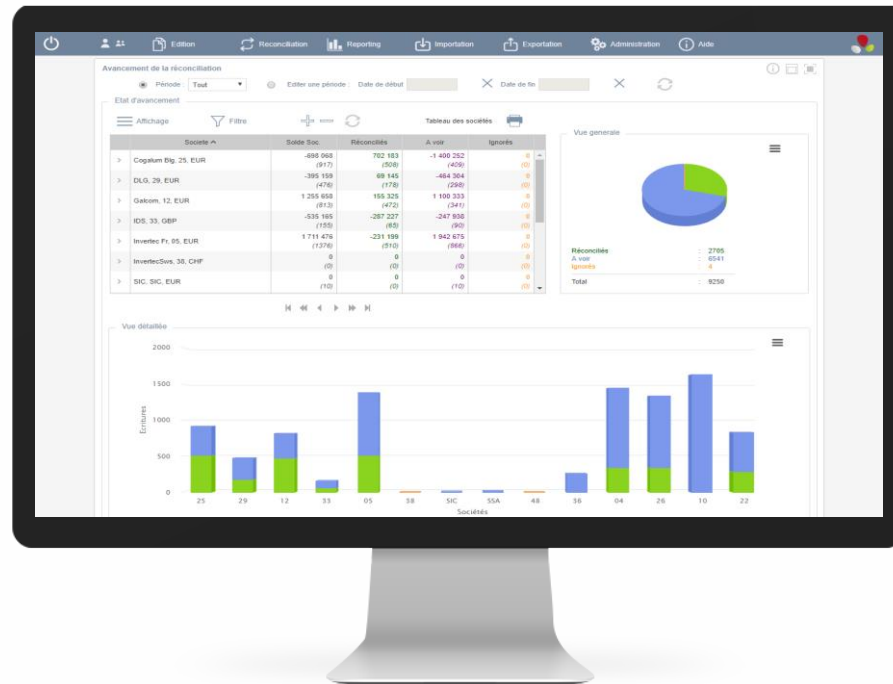 Edition Reconciliation Reporting Importation Exportation Administration Aide
Avancement de la réconciliation
Période : Tout Editer une période : Date de début Date de fin
Etat d'avancement
Affichage Filtre Tableau des sociétés
Societe Solde Soc. Réconciliés A voir Ignorés
Cogalum Blg, 25, EUR -698 068 702 183 -1 400 252 0
(917) (508) (409) (0)
DLG, 29, EUR -395 159 69 145 -464 304 0
(476) (178) (298) (0)
Galcom, 12, EUR 1 255 658 155 325 1 100 333 0
(813) (472) (341) (0)
IDS, 33, GBP -535 165 -287 227 -247 938 0
(155) (65) (90) (0)
Invertec Fr, 05, EUR 1 711 476 -231 199 1 942 675 0
(1376) (510) (866) (0)
InvertecSws, 38, CHF 0 0 0 0
(0) (0) (0) (0)
SIC, SIC, EUR 0 0 0 0
(10) (0) (10) (0)
Vue generale
Réconciliés : 2705
A voir : 6541
Ignorés : 4
Total : 9250
Vue détaillée
2000
1500
1000
500
0
Ecritures
25 29 12 33 05 38 SIC SSA 48 36 04 26 10 22
Sociétés